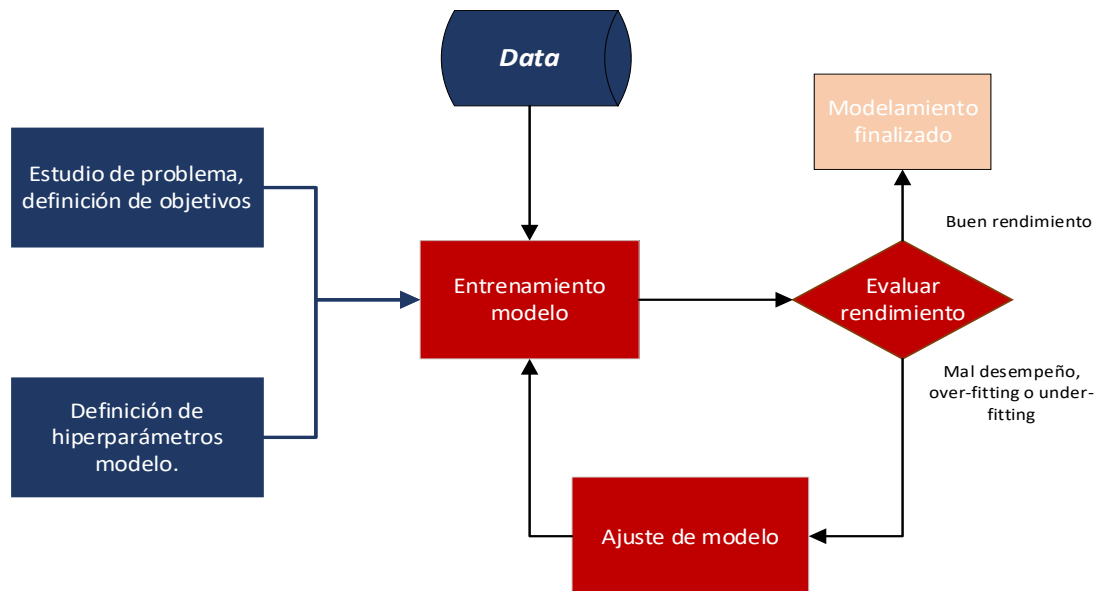 Data
Modelamiento
finalizado
Estudio de problema,
definición de objetivos
Buen rendimiento
Entrenamiento
modelo
Evaluar
rendimiento
Mal desempeño,
over-fitting o under-
fitting
Definición de
hiperparámetros
modelo.
Ajuste de modelo